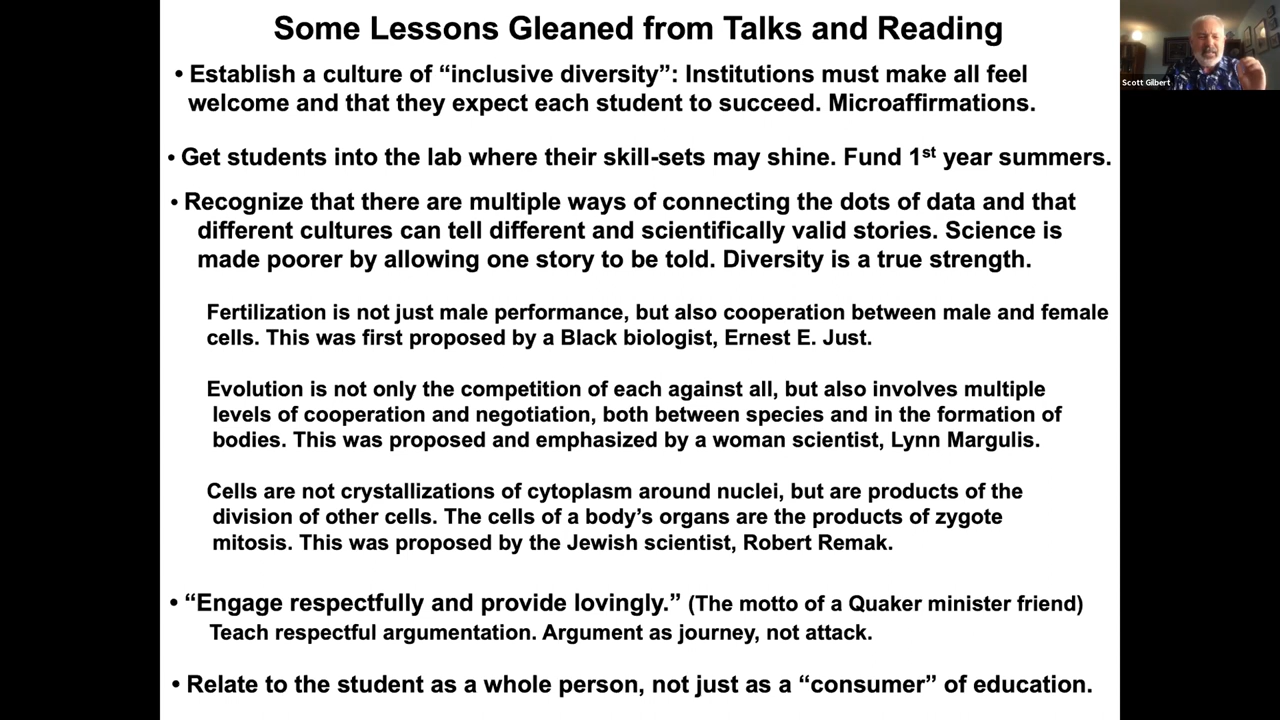 Some Lessons Gleaned from Talks and Reading
Scott Gilbert
• Establish a culture of “inclusive diversity”: Institutions must make all feel
welcome and that they expect each student to succeed. Microaffirmations.
• Get students into the lab where their skill-sets may shine. Fund 1st year summers.
• Recognize that there are multiple ways of connecting the dots of data and that
different cultures can tell different and scientifically valid stories. Science is
made poorer by allowing one story to be told. Diversity is a true strength.
Fertilization is not just male performance, but also cooperation between male and female
cells. This was first proposed by a Black biologist, Ernest E. Just.
Evolution is not only the competition of each against all, but also involves multiple
levels of cooperation and negotiation, both between species and in the formation of
bodies. This was proposed and emphasized by a woman scientist, Lynn Margulis.
Cells are not crystallizations of cytoplasm around nuclei, but are products of the
division of other cells. The cells of a body’s organs are the products of zygote
mitosis. This was proposed by the Jewish scientist, Robert Remak.
• “Engage respectfully and provide lovingly.” (The motto of a Quaker minister friend)
Teach respectful argumentation. Argument as journey, not attack.
• Relate to the student as a whole person, not just as a “consumer” of education.